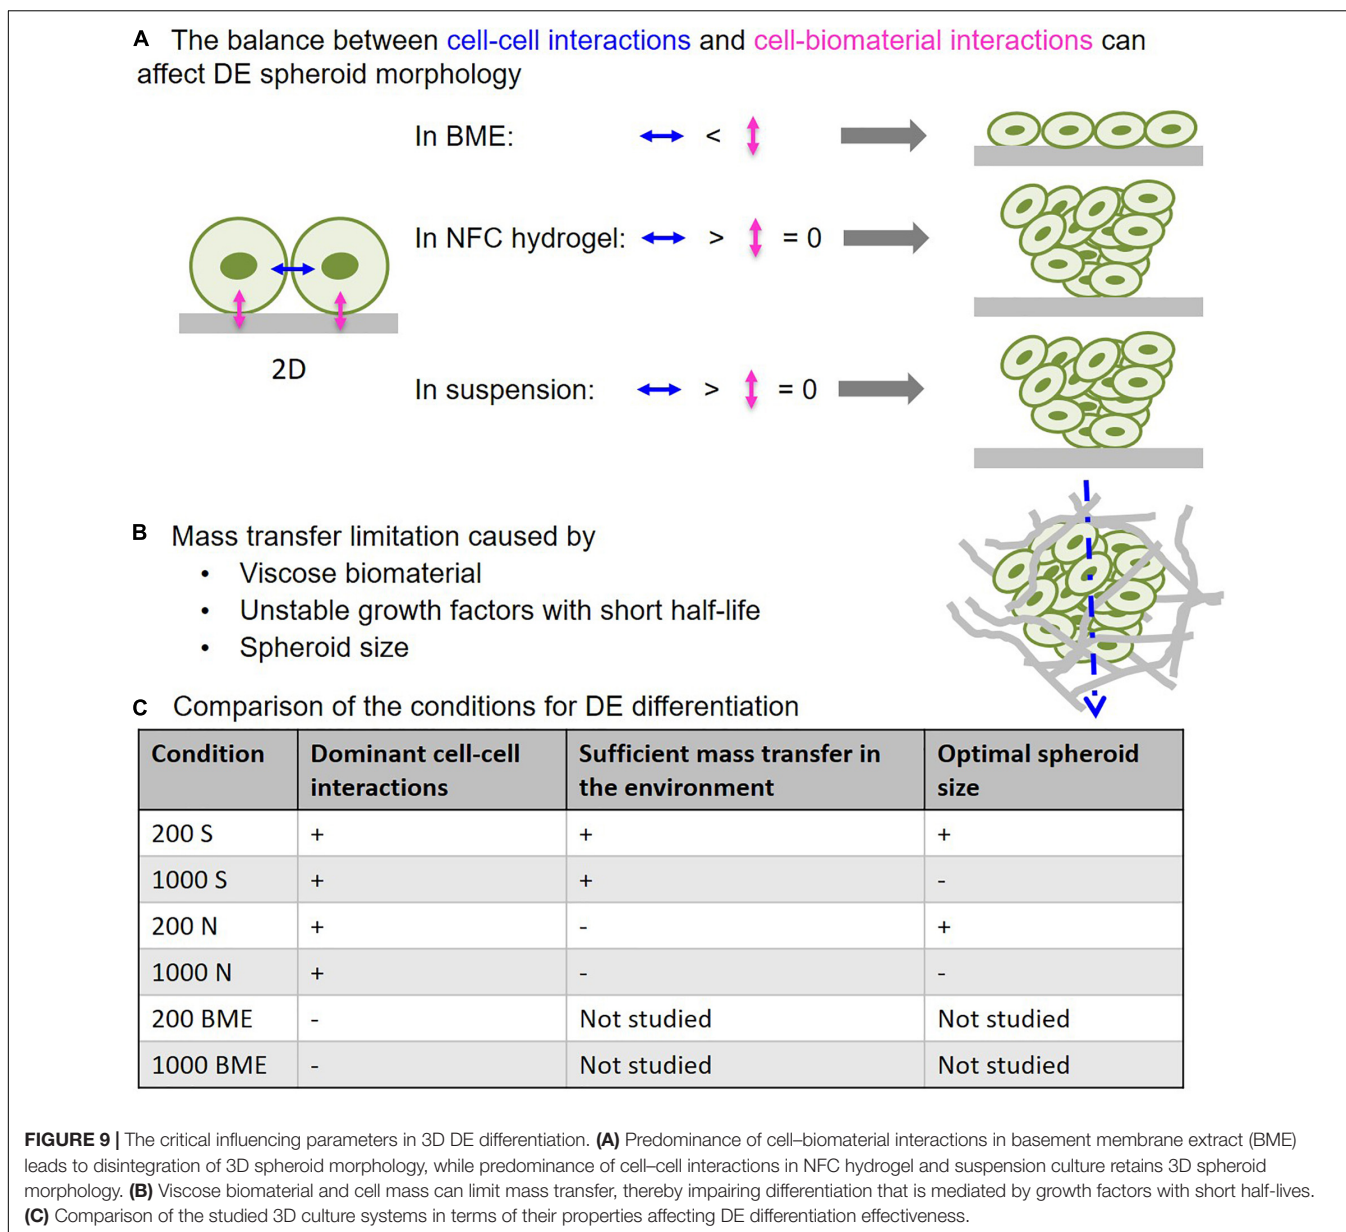 A The balance between cell-cell interactions and cell-biomaterial interactions can
affect DE spheroid morphology
In BME: <
In NFC hydrogel: > = 0
2D
In suspension: > = 0
B Mass transfer limitation caused by
• Viscose biomaterial
• Unstable growth factors with short half-life
• Spheroid size
C Comparison of the conditions for DE differentiation
Condition Dominant cell-cell interactions Sufficient mass transfer in the environment Optimal spheroid size
200 S + + +
1000 S + + -
200 N + - +
1000 N + - -
200 BME - Not studied Not studied
1000 BME - Not studied Not studied
FIGURE 9 | The critical influencing parameters in 3D DE differentiation. (A) Predominance of cell–biomaterial interactions in basement membrane extract (BME)
leads to disintegration of 3D spheroid morphology, while predominance of cell–cell interactions in NFC hydrogel and suspension culture retains 3D spheroid
morphology. (B) Viscose biomaterial and cell mass can limit mass transfer, thereby impairing differentiation that is mediated by growth factors with short half-lives.
(C) Comparison of the studied 3D culture systems in terms of their properties affecting DE differentiation effectiveness.